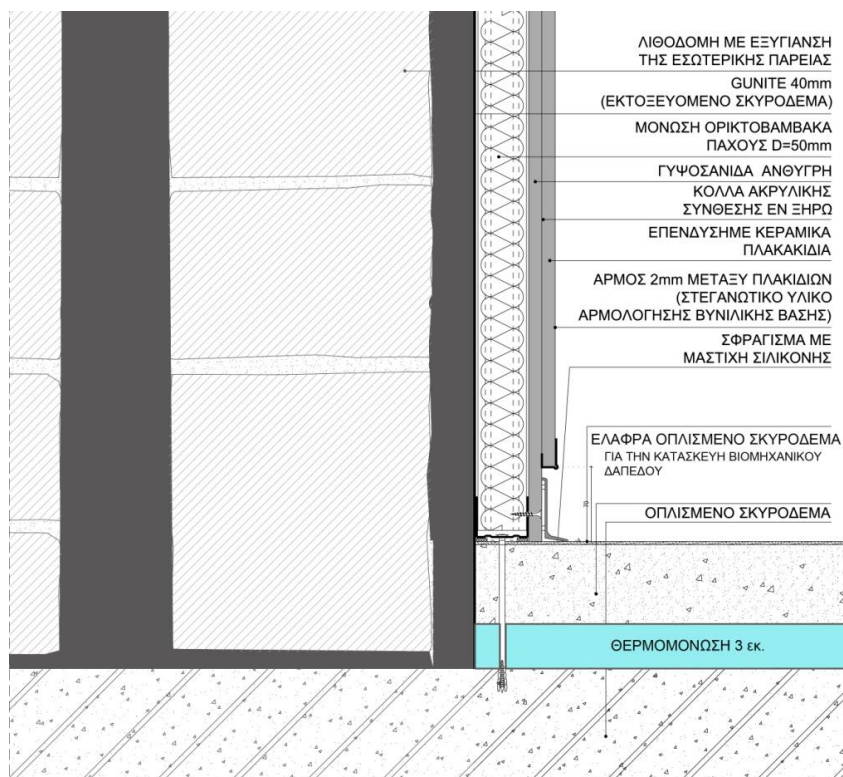 ΛΙΘΟΔΟΜΗ ΜΕ ΕΞΥΓΙΑΝΣΗ
ΤΗΣ ΕΣΩΤΕΡΙΚΗΣ ΠΑΡΕΙΑΣ
GUNITE 40mm
(ΕΚΤΟΞΕΥΟΜΕΝΟ ΣΚΥΡΟΔΕΜΑ)
ΜΟΝΩΣΗ ΟΡΙΚΤΟΒΑΜΒΑΚΑ
ΠΑΧΟΥΣ D=50mm
ΓΥΨΟΣΑΝΙΔΑ ΑΝΘΥΓΡΗ
ΚΟΛΛΑ ΑΚΡΥΛΙΚΗΣ
ΣΥΝΘΕΣΗΣ ΕΝ ΞΗΡΩ
ΕΠΕΝΔΥΣΗΜΕ ΚΕΡΑΜΙΚΑ
ΠΛΑΚΑΚΙΔΙΑ
ΑΡΜΟΣ 2mm ΜΕΤΑΞΥ ΠΛΑΚΙΔΙΩΝ
(ΣΤΕΓΑΝΩΤΙΚΟ ΥΛΙΚΟ
ΑΡΜΟΛΟΓΗΣΗΣ ΒΥΝΙΛΙΚΗΣ ΒΑΣΗΣ)
ΣΦΡΑΓΙΣΜΑ ΜΕ
ΜΑΣΤΙΧΗ ΣΙΛΙΚΟΝΗΣ
ΕΛΑΦΡΑ ΟΠΛΙΣΜΕΝΟ ΣΚΥΡΟΔΕΜΑ
ΓΙΑ ΤΗΝ ΚΑΤΑΣΚΕΥΗ ΒΙΟΜΗΧΑΝΙΚΟΥ
ΔΑΠΕΔΟΥ
70
ΟΠΛΙΣΜΕΝΟ ΣΚΥΡΟΔΕΜΑ
ΘΕΡΜΟΜΟΝΩΣΗ 3 εκ.